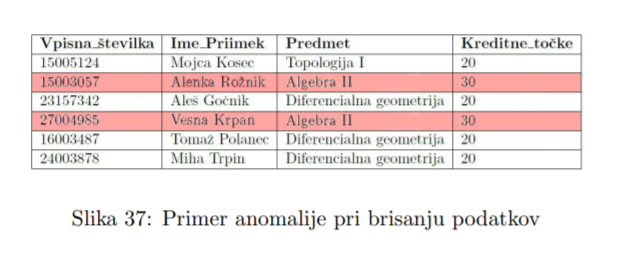 Vpisna_številka Ime_Priimek Predmet Kreditne_točke
15005124 Mojca Kosec Topologija I 20
15003057 Alenka Rožnik Algebra II 30
23157342 Aleš Gočnik Diferencialna geometrija 20
27004985 Vesna Krpan Algebra II 30
16003487 Tomaž Polanec Diferencialna geometrija 20
24003878 Miha Trpin Diferencialna geometrija 20
Slika 37: Primer anomalije pri brisanju podatkov